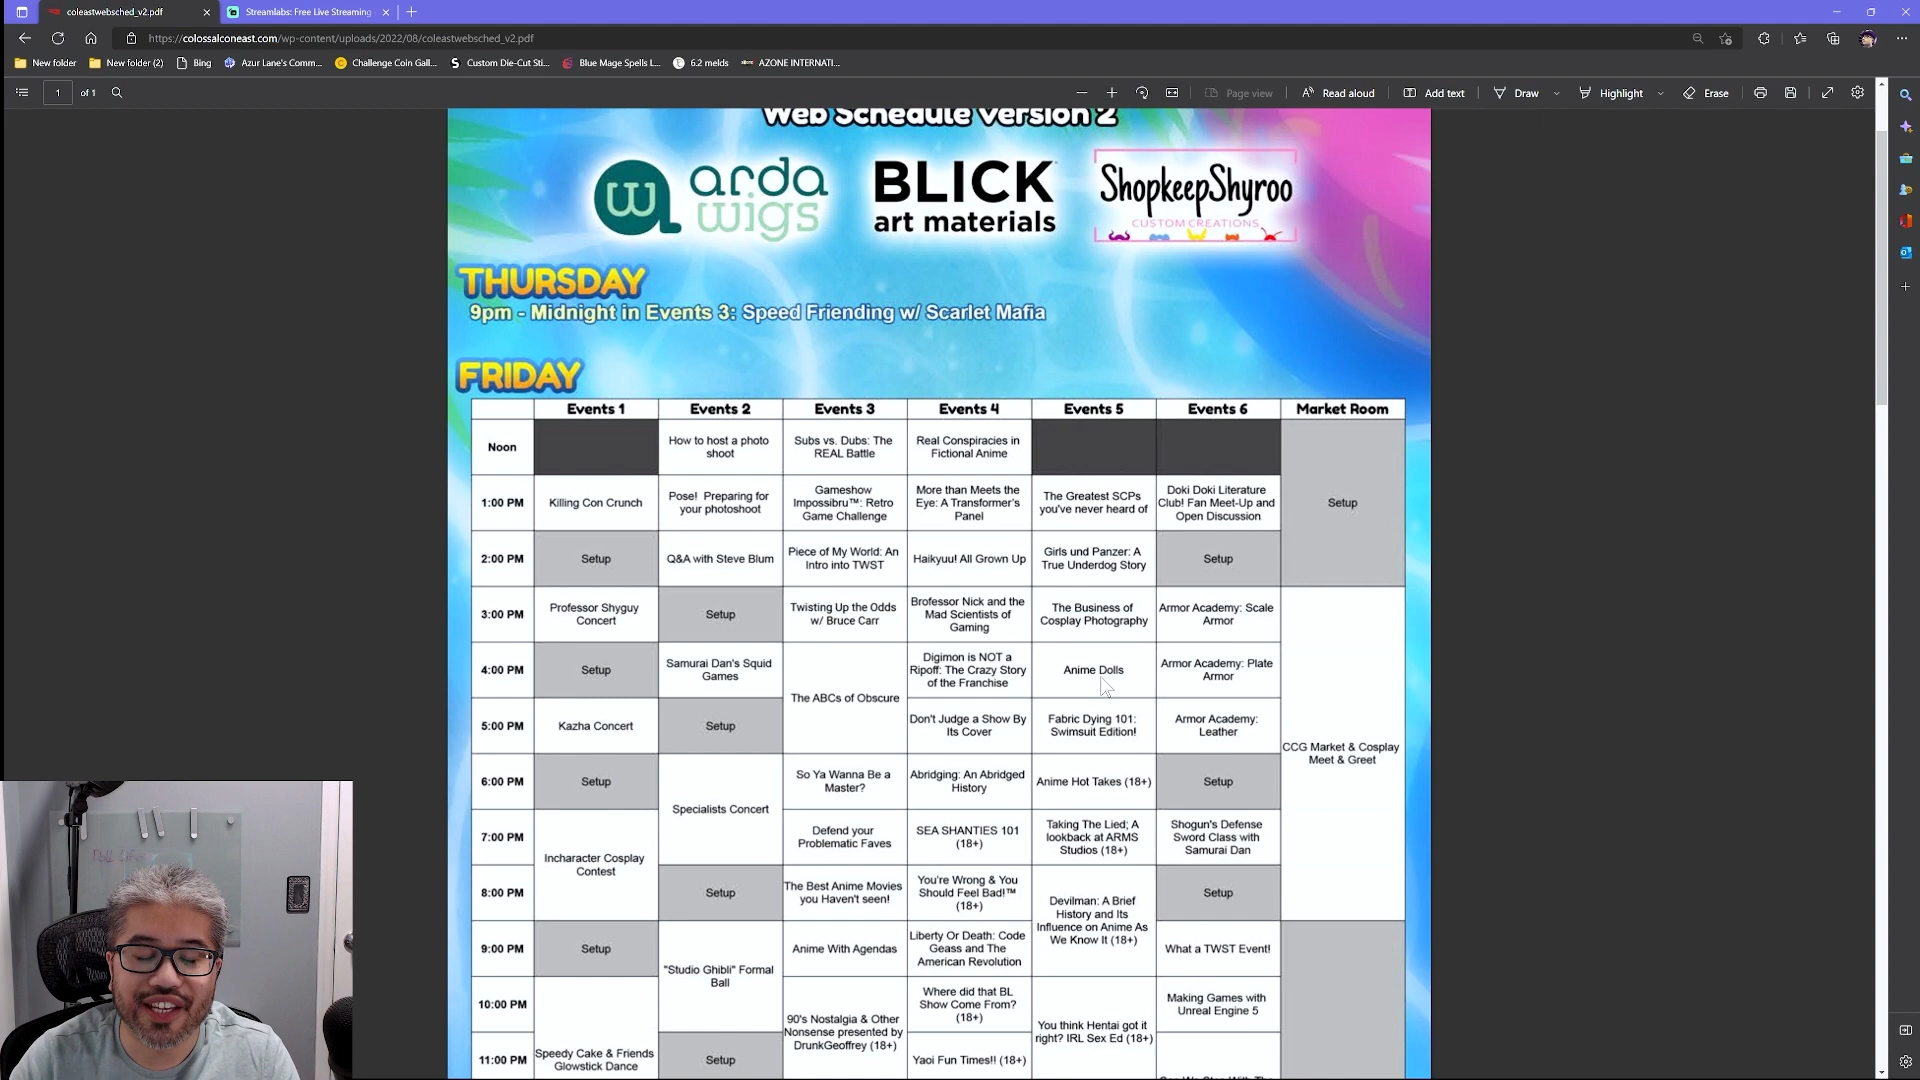 coleastwebsched_v2.pdf
Streamlabs: Free Live Streaming
https://colossalconeast.com/wp-content/uploads/2022/08/coleastwebsched_v2.pdf
New folder New folder (2) Bing Azur Lane's Comm... Challenge Coin Gall... Custom Die-Cut Sti... Blue Mage Spells L... 6.2 melds AZONE INTERNATI...
1 of 1 Page view Read aloud Add text Draw Highlight Erase
Web Schedule Version 2
arda
wigs
BLICK
art materials
ShopkeepShyroo
CUSTOM CREATIONS
THURSDAY
9pm - Midnight in Events 3: Speed Friending w/ Scarlet Mafia
FRIDAY
Events 1 Events 2 Events 3 Events 4 Events 5 Events 6 Market Room
Noon
How to host a photo
shoot
Subs vs. Dubs: The
REAL Battle
Real Conspiracies in
Fictional Anime
Setup
1:00 PM
Killing Con Crunch
Pose! Preparing for
your photoshoot
Gameshow
Impossibru™: Retro
Game Challenge
More than Meets the
Eye: A Transformer's
Panel
The Greatest SCPs
you've never heard of
Doki Doki Literature
Club! Fan Meet-Up and
Open Discussion
2:00 PM
Setup
Q&A with Steve Blum
Piece of My World: An
Intro into TWST
Haikyuu! All Grown Up
Girls und Panzer: A
True Underdog Story
Setup
3:00 PM
Professor Shyguy
Concert
Setup
Twisting Up the Odds
w/ Bruce Carr
Brofessor Nick and the
Mad Scientists of
Gaming
The Business of
Cosplay Photography
Armor Academy: Scale
Armor
CCG Market & Cosplay
Meet & Greet
4:00 PM
Setup
Samurai Dan's Squid
Games
The ABCs of Obscure
Digimon is NOT a
Ripoff: The Crazy Story
of the Franchise
Anime Dolls
Armor Academy: Plate
Armor
5:00 PM
Kazha Concert
Setup
Don't Judge a Show By
Its Cover
Fabric Dying 101:
Swimsuit Edition!
Armor Academy:
Leather
6:00 PM
Setup
Specialists Concert
So Ya Wanna Be a
Master?
Abridging: An Abridged
History
Anime Hot Takes (18+)
Setup
7:00 PM
Incharacter Cosplay
Contest
Defend your
Problematic Faves
SEA SHANTIES 101
(18+)
Taking The Lied; A
lookback at ARMS
Studios (18+)
Shogun's Defense
Sword Class with
Samurai Dan
8:00 PM
Setup
The Best Anime Movies
you Haven't seen!
You're Wrong & You
Should Feel Bad!™
(18+)
Devilman: A Brief
History and Its
Influence on Anime As
We Know It (18+)
Setup
9:00 PM
Setup
"Studio Ghibli" Formal
Ball
Anime With Agendas
Liberty Or Death: Code
Geass and The
American Revolution
What a TWST Event!
10:00 PM
Speedy Cake & Friends
Glowstick Dance
90's Nostalgia & Other
Nonsense presented by
DrunkGeoffrey (18+)
Where did that BL
Show Come From?
(18+)
You think Hentai got it
right? IRL Sex Ed (18+)
Making Games with
Unreal Engine 5
11:00 PM
Setup
Yaoi Fun Times!! (18+)